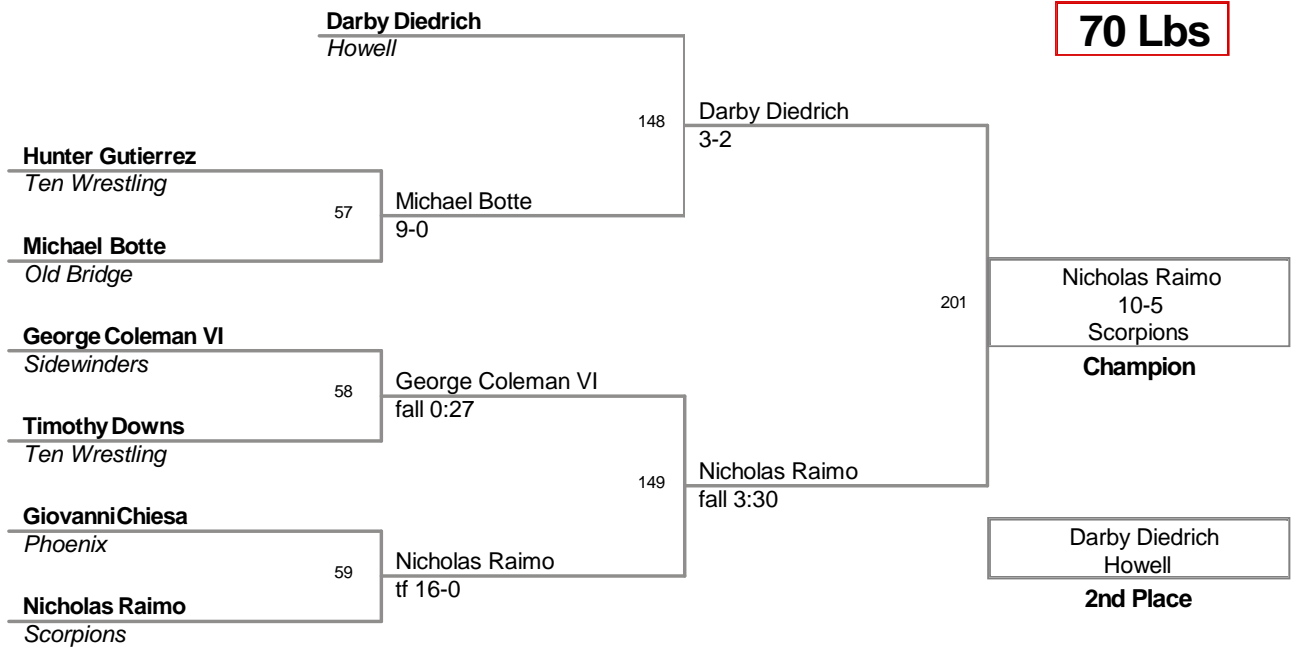 Darby Diedrich
Howell
70 Lbs
148
Darby Diedrich
3-2
Hunter Gutierrez
Ten Wrestling
57
Michael Botte
9-0
Michael Botte
Old Bridge
201
Nicholas Raimo
10-5
Scorpions
Champion
George Coleman VI
Sidewinders
58
George Coleman VI
fall 0:27
Timothy Downs
Ten Wrestling
149
Nicholas Raimo
fall 3:30
Giovanni Chiesa
Phoenix
59
Nicholas Raimo
tf 16-0
Nicholas Raimo
Scorpions
Darby Diedrich
Howell
2nd Place